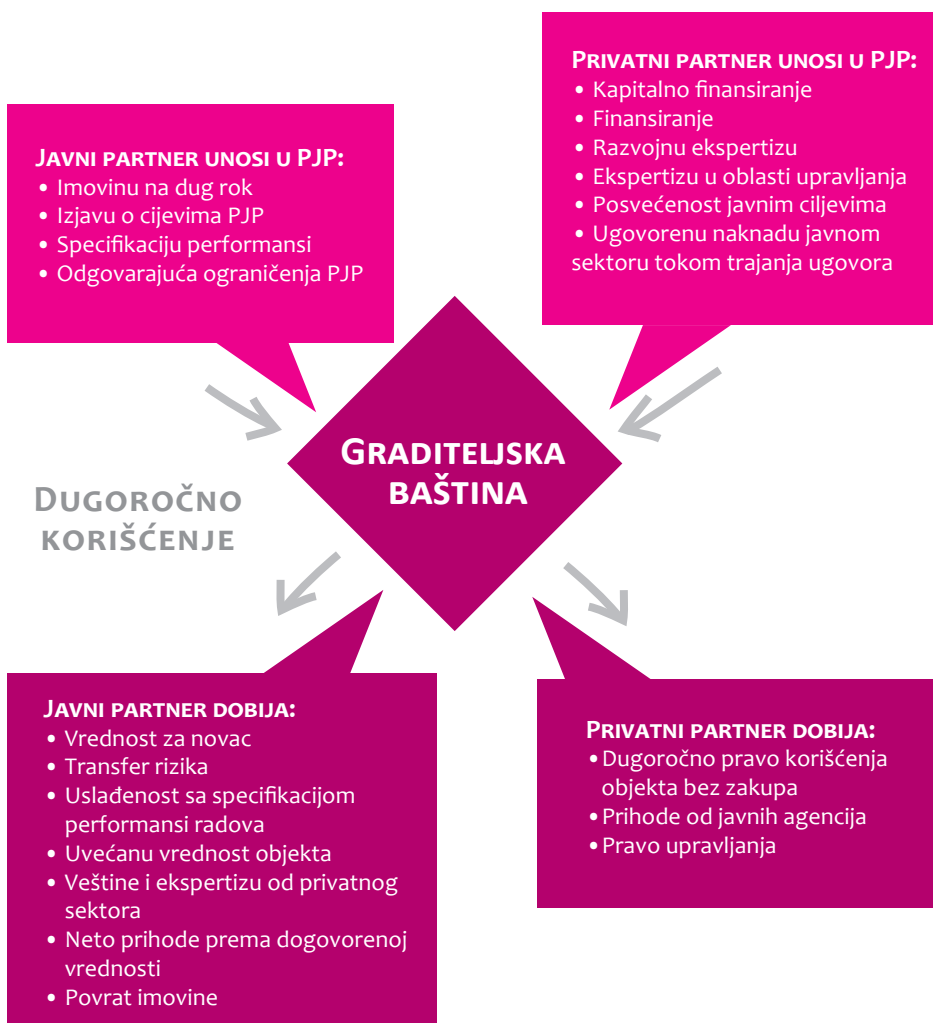 JAVNI PARTNER UNOSI U PJP:
• Imovinu na dug rok
• Izjavu o cijevima PJP
• Specifikaciju performansi
• Odgovarajuća ograničenja PJP
PRIVATNI PARTNER UNOSI U PJP:
• Kapitalno finansiranje
• Finansiranje
• Razvojnu ekspertizu
• Ekspertizu u oblasti upravljanja
• Posvećenost javnim ciljevima
• Ugovorenu naknadu javnom
sektoru tokom trajanja ugovora
GRADITELJSKA
BAŠTINA
DUGOROČNO
KORIŠĆENJE
JAVNI PARTNER DOBIJA:
• Vrednost za novac
• Transfer rizika
• Uslađenost sa specifikacijom
performansi radova
• Uvećanu vrednost objekta
• Veštine i ekspertizu od privatnog
sektora
• Neto prihode prema dogovorenoj
vrednosti
• Povrat imovine
PRIVATNI PARTNER DOBIJA:
• Dugoročno pravo korišćenja
objekta bez zakupa
• Prihode od javnih agencija
• Pravo upravljanja